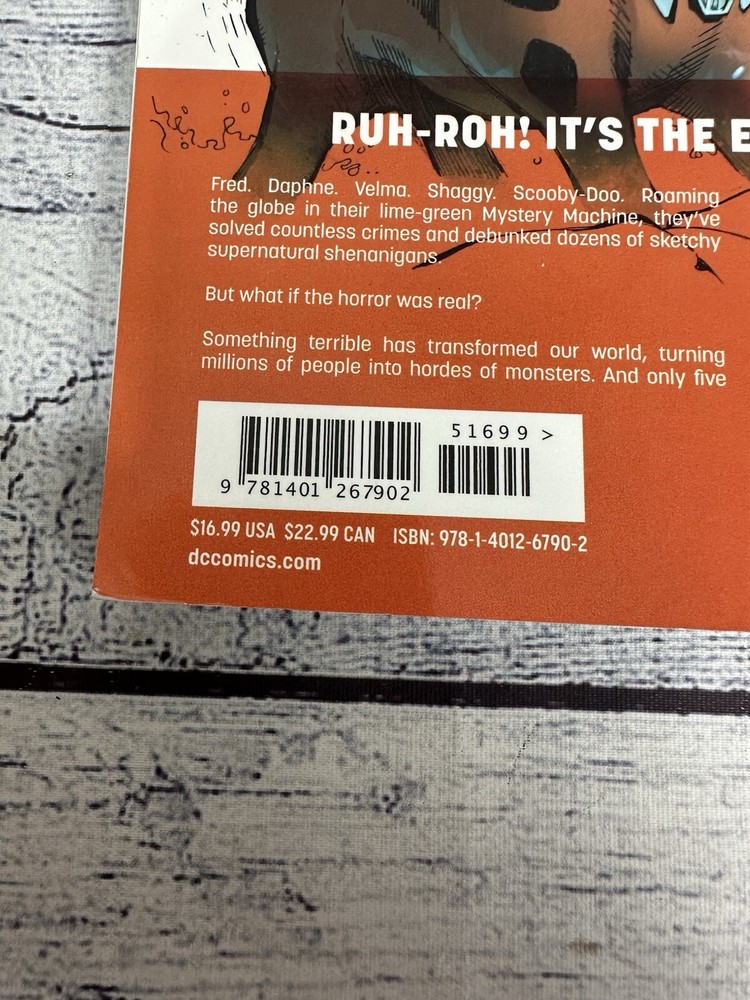 RUH-ROH! IT'S THE E
Fred. Daphne. Velma. Shaggy. Scooby-Doo. Roaming
the globe in their lime-green Mystery Machine, they've
solved countless crimes and debunked dozens of sketchy
supernatural shenanigans.
But what if the horror was real?
Something terrible has transformed our world, turning
millions of people into hordes of monsters. And only five
51699 >
9 781401 267902
$16.99 USA $22.99 CAN ISBN: 978-1-4012-6790-2
dccomics.com